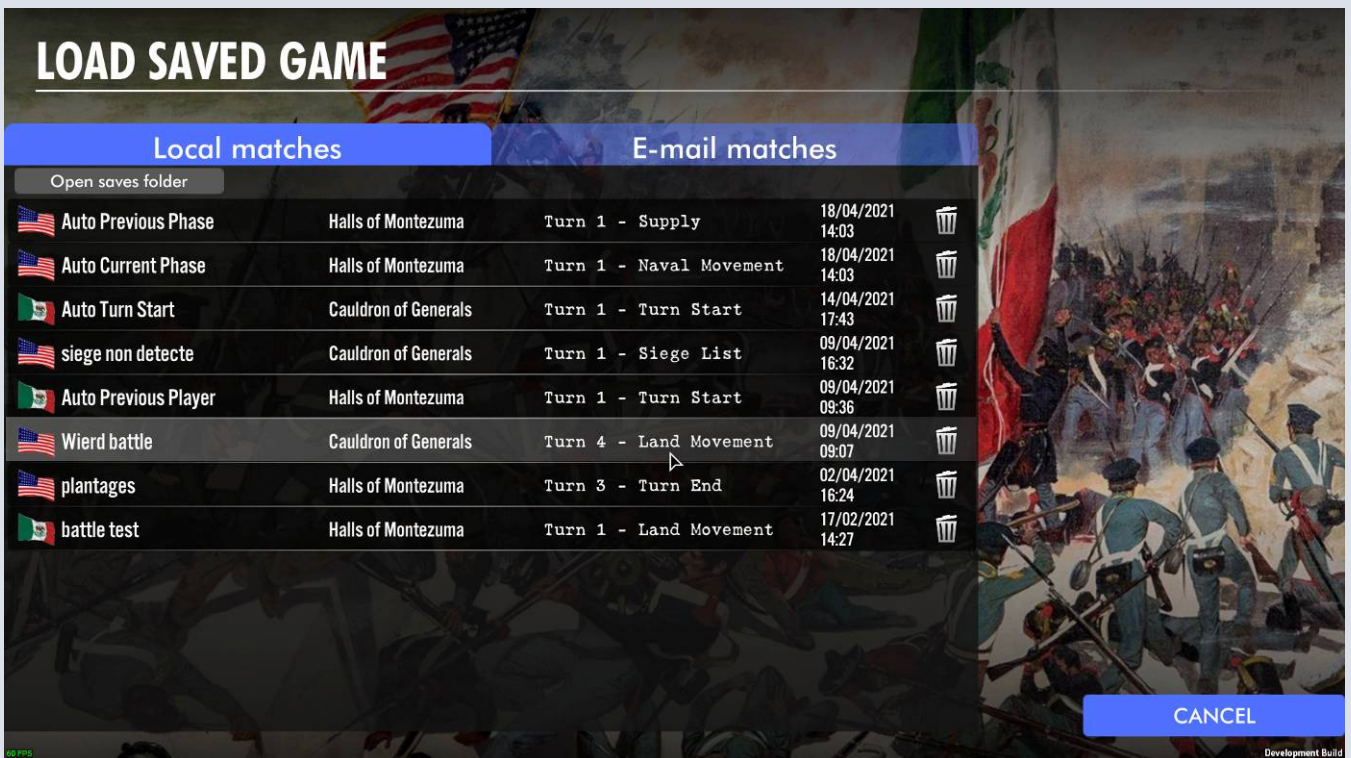 LOAD SAVED GAME
Local matches E-mail matches
Open saves folder
Auto Previous Phase Halls of Montezuma Turn 1 - Supply 18/04/2021
14:03
Auto Current Phase Halls of Montezuma Turn 1 - Naval Movement 18/04/2021
14:03
Auto Turn Start Cauldron of Generals Turn 1 - Turn Start 14/04/2021
17:43
siege non detecte Cauldron of Generals Turn 1 - Siege List 09/04/2021
16:32
Auto Previous Player Halls of Montezuma Turn 1 - Turn Start 09/04/2021
09:36
Wierd battle Cauldron of Generals Turn 4 - Land Movement 09/04/2021
09:07
plantages Halls of Montezuma Turn 3 - Turn End 02/04/2021
16:24
battle test Halls of Montezuma Turn 1 - Land Movement 17/02/2021
14:27
CANCEL
60 FPS Development Build